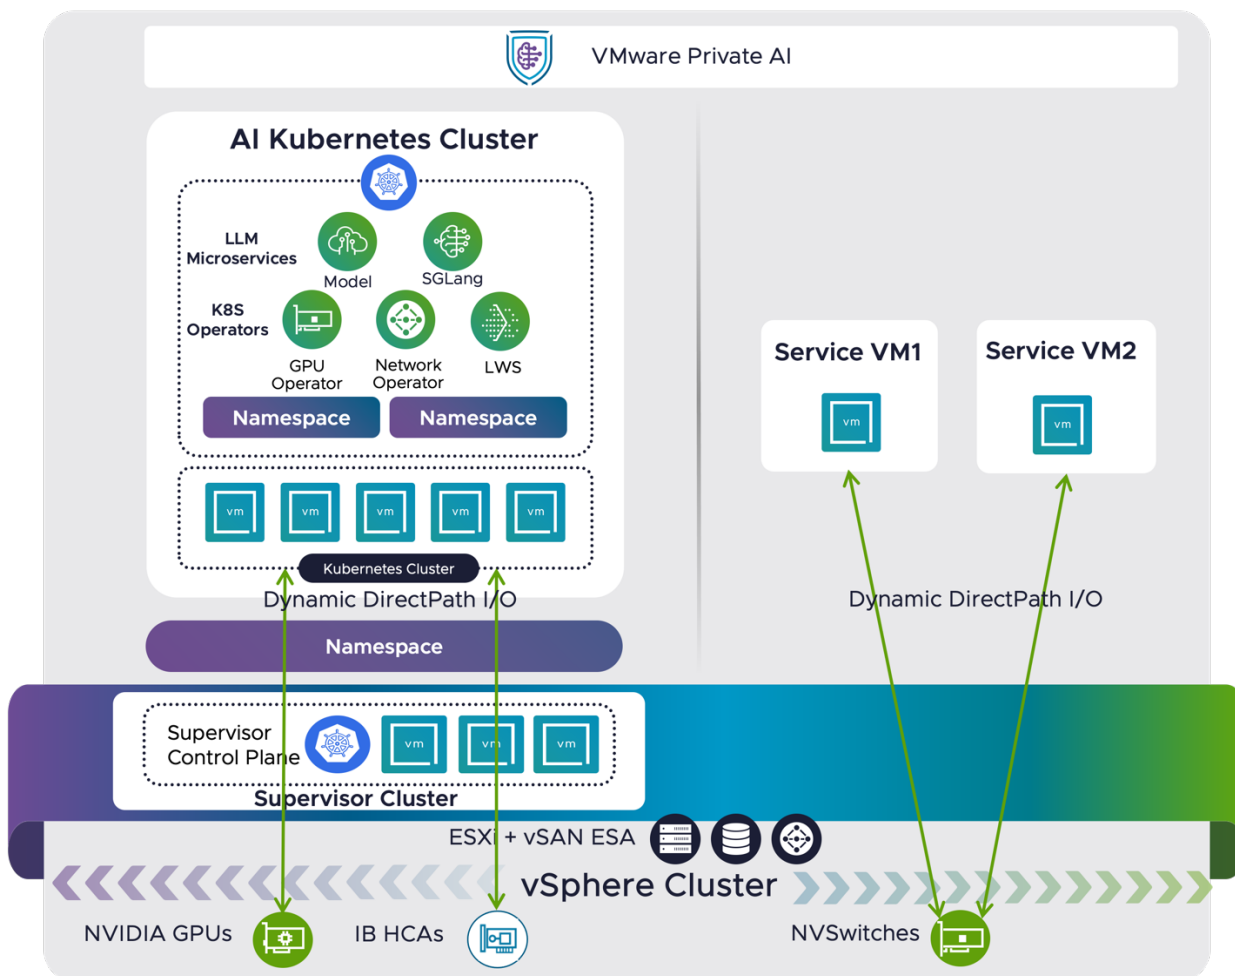 VMware Private AI
AI Kubernetes Cluster
LLM
Microservices
Model
SGLang
K8S
Operators
GPU
Operator
Network
Operator
LWS
Namespace
Namespace
vm
vm
vm
vm
vm
Kubernetes Cluster
Dynamic DirectPath I/O
Namespace
Service VM1
vm
Service VM2
vm
Dynamic DirectPath I/O
Supervisor
Control Plane
vm
vm
vm
Supervisor Cluster
ESXi + vSAN ESA
vSphere Cluster
NVIDIA GPUs
IB HCAs
NVSwitches